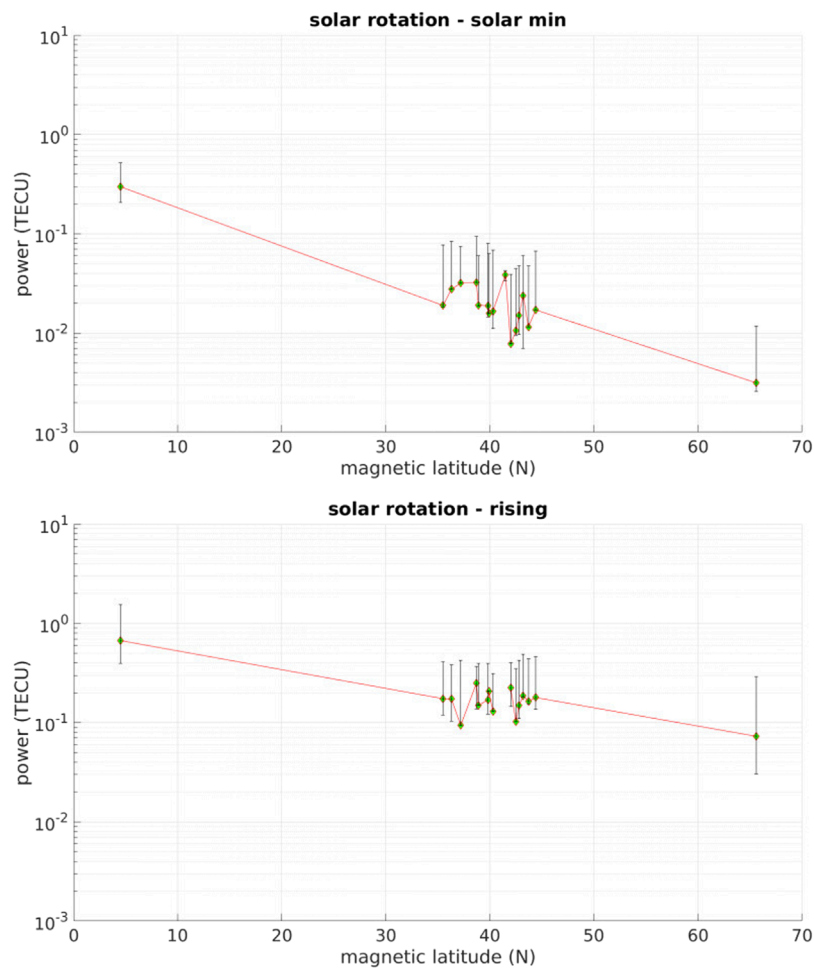 solar rotation - solar min
10^1
10^0
10^-1
10^-2
10^-3
power (TECU)
0 10 20 30 40 50 60 70
magnetic latitude (N)
solar rotation - rising
10^1
10^0
10^-1
10^-2
10^-3
power (TECU)
0 10 20 30 40 50 60 70
magnetic latitude (N)